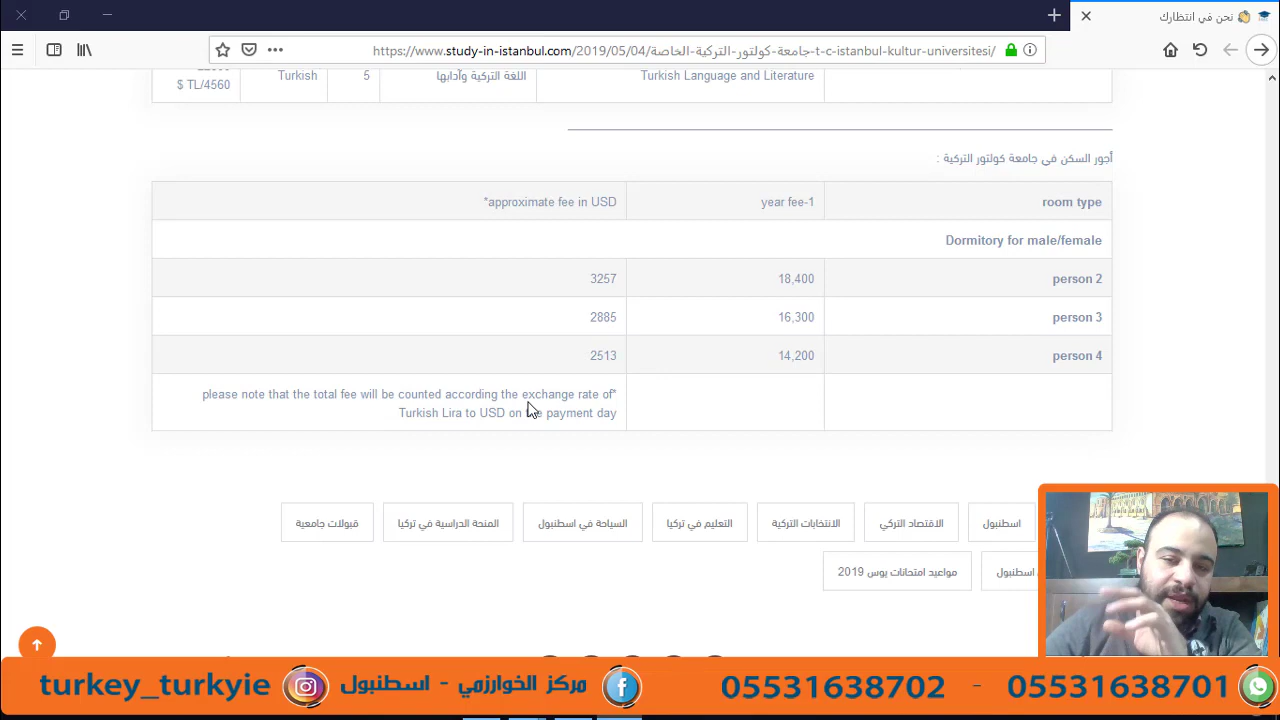 نحن في انتظارك
https://www.study-in-istanbul.com/2019/05/04/جامعة-كولتور-التركية-الخاصة-t-c-istanbul-kultur-universitesi/
Turkish Language and Literature
اللغة التركية وآدابها
5
Turkish
TL/4560 $
أجور السكن في جامعة كولتور التركية :
room type
year fee-1
*approximate fee in USD
Dormitory for male/female
person 2
18,400
3257
person 3
16,300
2885
person 4
14,200
2513
please note that the total fee will be counted according the exchange rate of*
Turkish Lira to USD on the payment day
اسطنبول
الاقتصاد التركي
الانتخابات التركية
التعليم في تركيا
السياحة في اسطنبول
المنحة الدراسية في تركيا
قبولات جامعية
اسطنبول
مواعيد امتحانات يوس 2019
turkey_turkyie
مركز الخوارزمي - اسطنبول
05531638702 - 05531638701